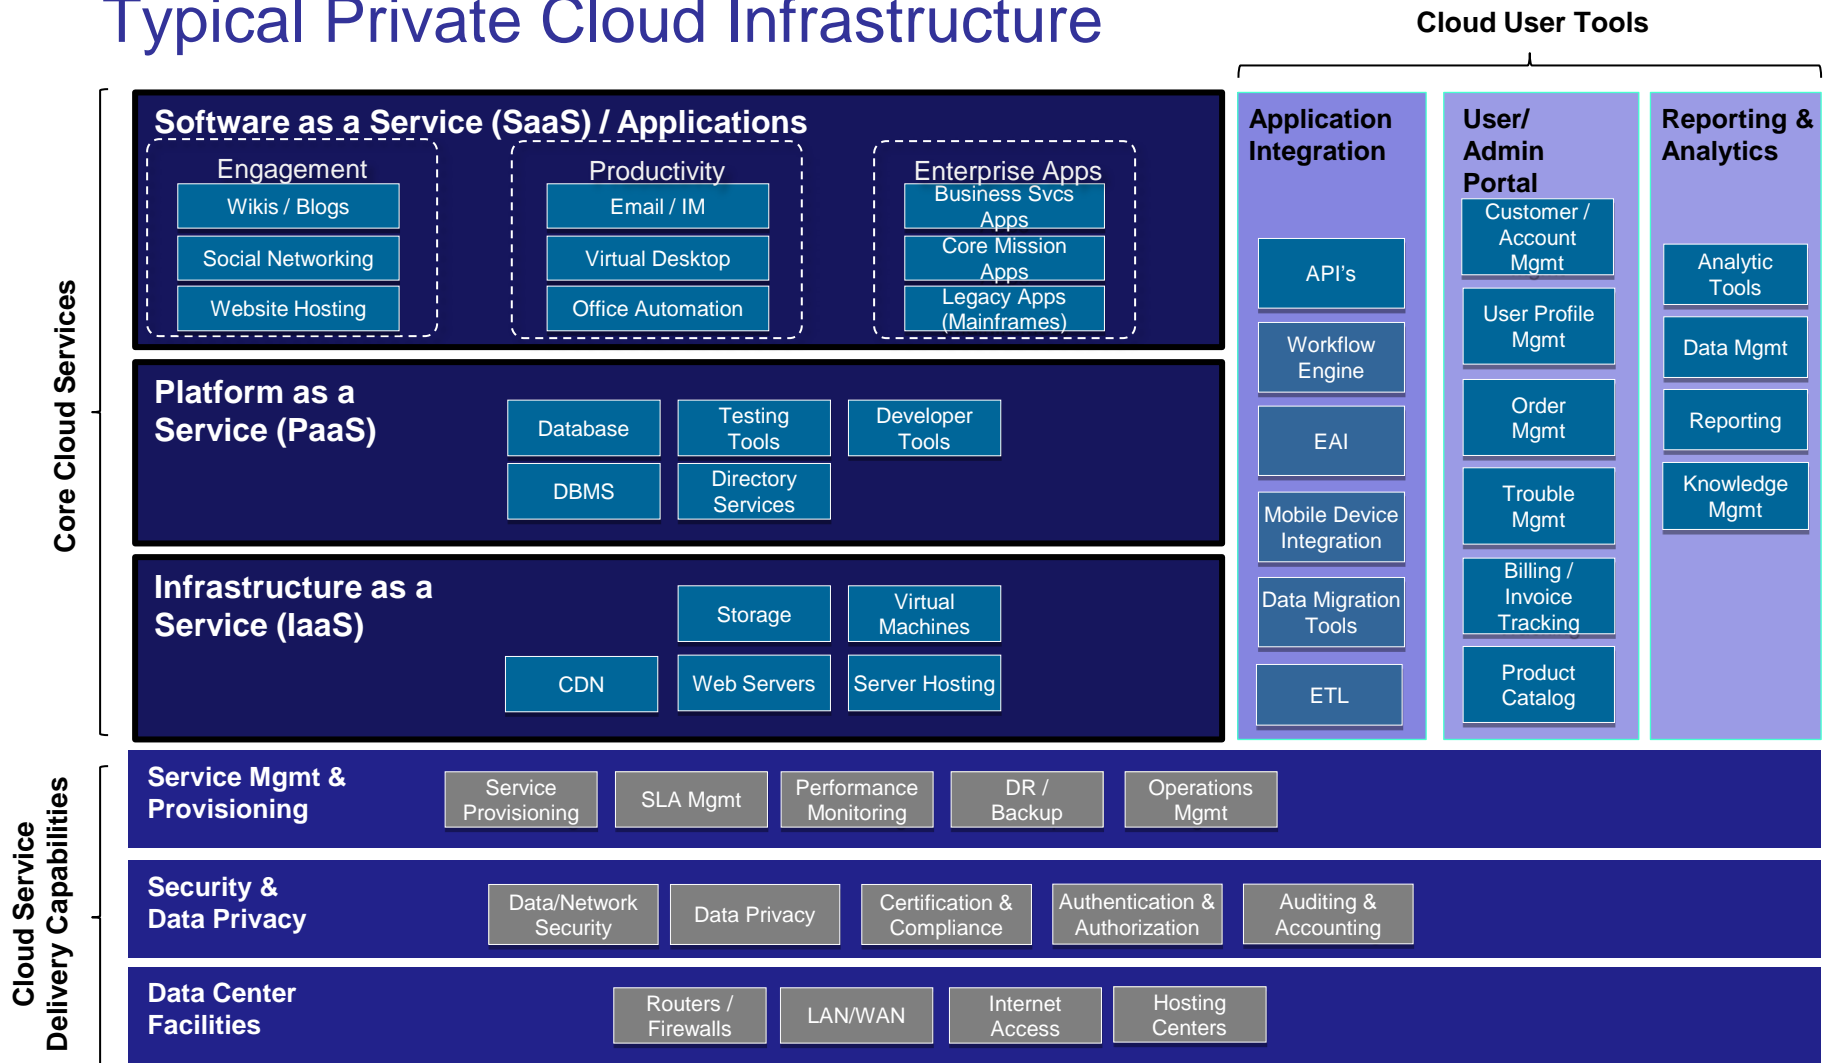 Typical Private Cloud Infrastructure
Cloud User Tools
Core Cloud Services
Software as a Service (SaaS) / Applications
Engagement
Wikis / Blogs
Social Networking
Website Hosting
Productivity
Email / IM
Virtual Desktop
Office Automation
Enterprise Apps
Business Svcs
Apps
Core Mission
Apps
Legacy Apps
(Mainframes)
Platform as a
Service (PaaS)
Database
Testing
Tools
Developer
Tools
DBMS
Directory
Services
Infrastructure as a
Service (IaaS)
Storage
Virtual
Machines
CDN
Web Servers
Server Hosting
Application
Integration
API's
Workflow
Engine
EAI
Mobile Device
Integration
Data Migration
Tools
ETL
User/
Admin
Portal
Customer /
Account
Mgmt
User Profile
Mgmt
Order
Mgmt
Trouble
Mgmt
Billing /
Invoice
Tracking
Product
Catalog
Reporting &
Analytics
Analytic
Tools
Data Mgmt
Reporting
Knowledge
Mgmt
Cloud Service
Delivery Capabilities
Service Mgmt &
Provisioning
Service
Provisioning
SLA Mgmt
Performance
Monitoring
DR /
Backup
Operations
Mgmt
Security &
Data Privacy
Data/Network
Security
Data Privacy
Certification &
Compliance
Authentication &
Authorization
Auditing &
Accounting
Data Center
Facilities
Routers /
Firewalls
LAN/WAN
Internet
Access
Hosting
Centers